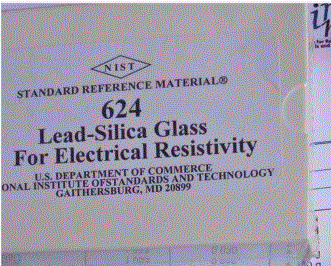 NIST
STANDARD REFERENCE MATERIAL®
624
Lead-Silica Glass
For Electrical Resistivity
U.S. DEPARTMENT OF COMMERCE
ONAL INSTITUTE OFSTANDARDS AND TECHNOLOGY
GAITHERSBURG, MD 20899